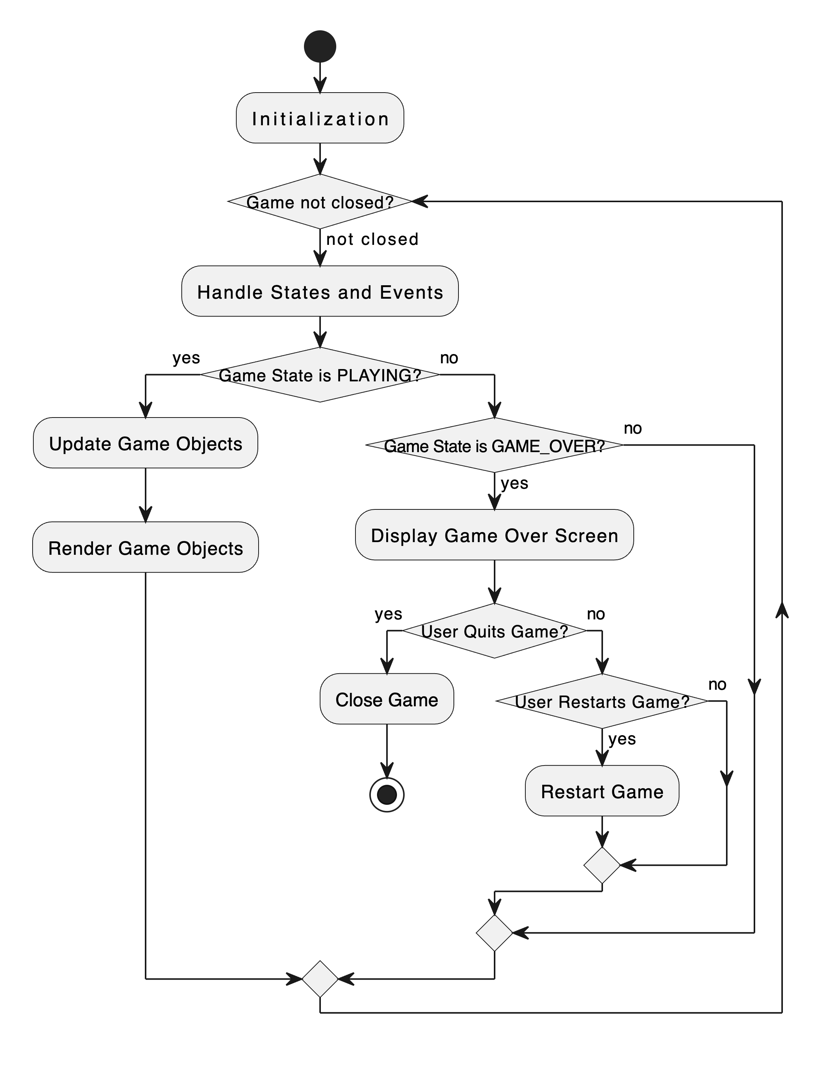 Initialization
Game not closed?
not closed
Handle States and Events
yes
Game State is PLAYING?
no
Update Game Objects
Game State is GAME_OVER?
no
yes
Render Game Objects
Display Game Over Screen
yes
User Quits Game?
no
Close Game
User Restarts Game?
no
yes
Restart Game